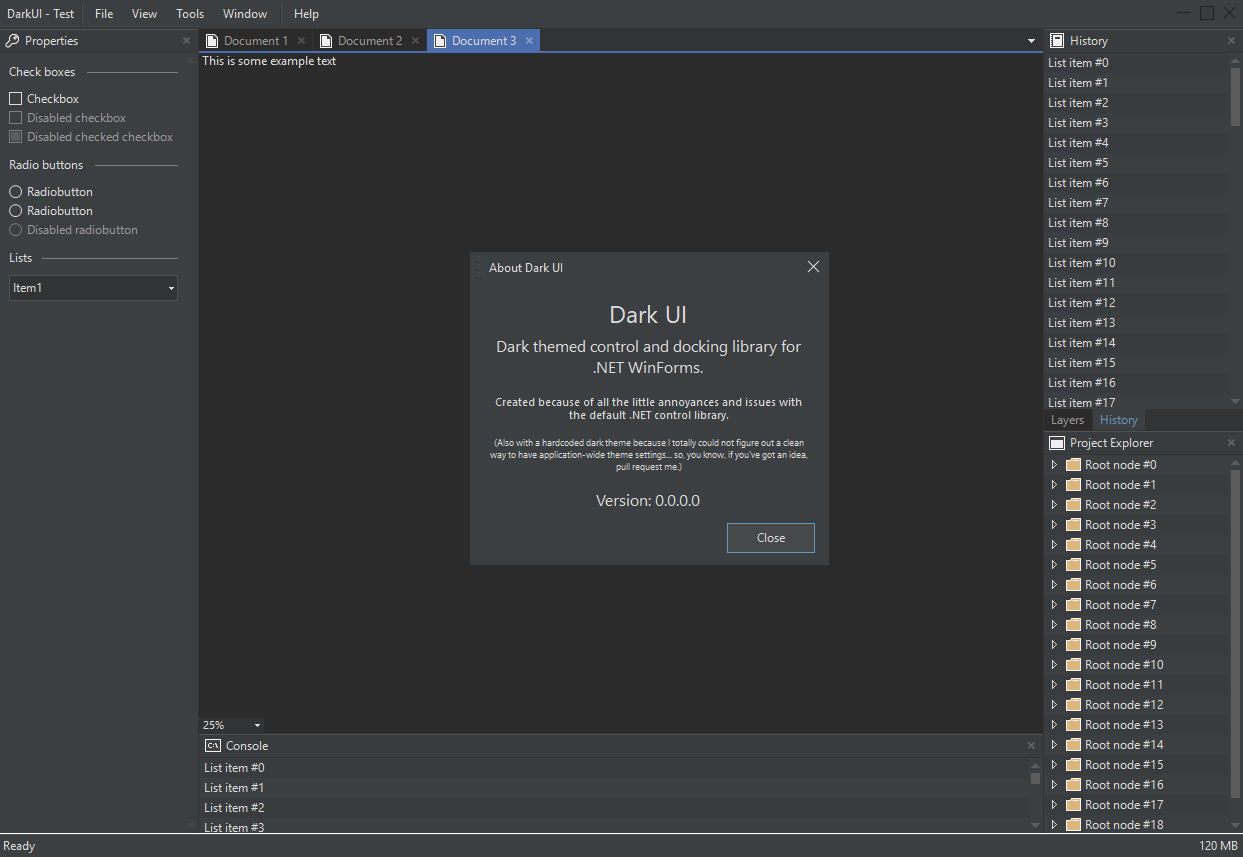 DarkUI - Test File View Tools Window Help
Properties
Check boxes
Checkbox
Disabled checkbox
Disabled checked checkbox
Radio buttons
Radiobutton
Radiobutton
Disabled radiobutton
Lists
Item1
Document 1 Document 2 Document 3
This is some example text
About Dark UI
Dark UI
Dark themed control and docking library for
.NET WinForms.
Created because of all the little annoyances and issues with
the default .NET control library.
(Also with a hardcoded dark theme because I totally could not figure out a clean
way to have application-wide theme settings... so, you know, if you've got an idea,
pull request me.)
Version: 0.0.0.0
Close
25%
Console
List item #0
List item #1
List item #2
List item #3
History
List item #0
List item #1
List item #2
List item #3
List item #4
List item #5
List item #6
List item #7
List item #8
List item #9
List item #10
List item #11
List item #12
List item #13
List item #14
List item #15
List item #16
List item #17
Layers History
Project Explorer
Root node #0
Root node #1
Root node #2
Root node #3
Root node #4
Root node #5
Root node #6
Root node #7
Root node #8
Root node #9
Root node #10
Root node #11
Root node #12
Root node #13
Root node #14
Root node #15
Root node #16
Root node #17
Root node #18
Ready 120 MB